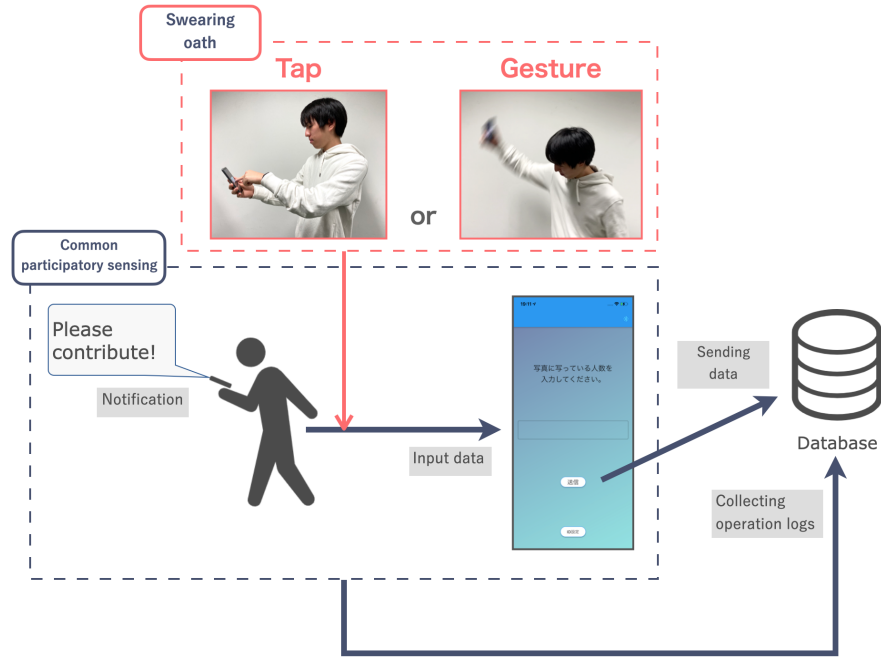 Swearing
oath
Tap
Gesture
or
Common
participatory sensing
Please
contribute!
Notification
Input data
10:11
写真に写っている人数を
入力してください。
送信
Sending
data
Database
Collecting
operation logs